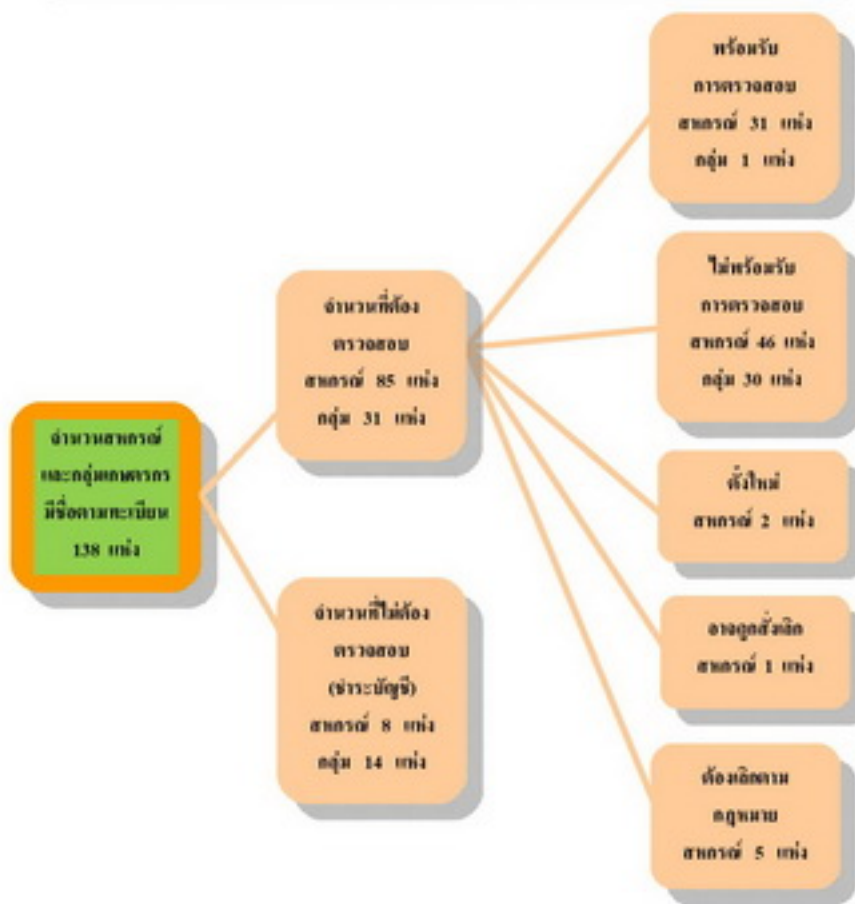 จำนวนสหกรณ์
และกลุ่มเกษตรกร
มีชื่อตามทะเบียน
138 แห่ง
จำนวนที่ต้อง
ตรวจสอบ
สหกรณ์ 85 แห่ง
กลุ่ม 31 แห่ง
จำนวนที่ไม่ต้อง
ตรวจสอบ
(ชำระบัญชี)
สหกรณ์ 8 แห่ง
กลุ่ม 14 แห่ง
พร้อมรับ
การตรวจสอบ
สหกรณ์ 31 แห่ง
กลุ่ม 1 แห่ง
ไม่พร้อมรับ
การตรวจสอบ
สหกรณ์ 46 แห่ง
กลุ่ม 30 แห่ง
ตั้งใหม่
สหกรณ์ 2 แห่ง
อาจถูกสั่งเลิก
สหกรณ์ 1 แห่ง
ต้องเลิกตาม
กฎหมาย
สหกรณ์ 5 แห่ง